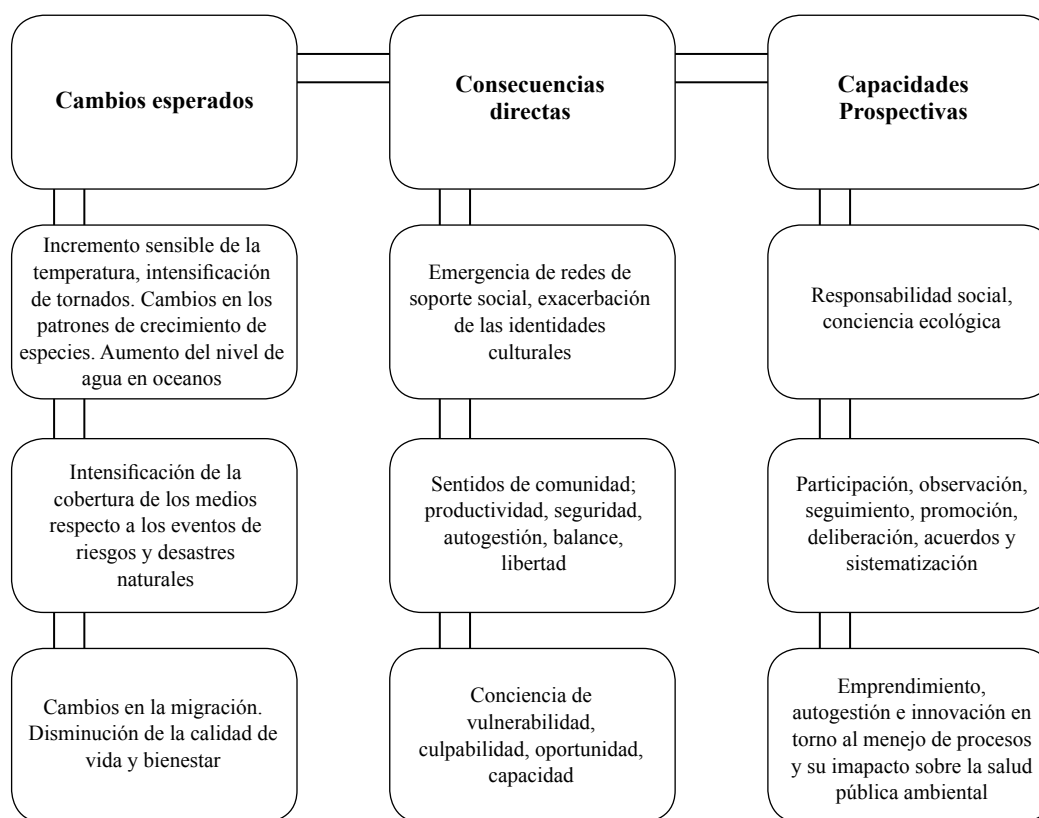 Cambios esperados
Incremento sensible de la
temperatura, intensificación
de tornados. Cambios en los
patrones de crecimiento de
especies. Aumento del nivel de
agua en oceanos
Intensificación de la
cobertura de los medios
respecto a los eventos de
riesgos y desastres
naturales
Cambios en la migración.
Disminución de la calidad de
vida y bienestar
Consecuencias
directas
Emergencia de redes de
soporte social, exacerbación
de las identidades
culturales
Sentidos de comunidad;
productividad, seguridad,
autogestión, balance,
libertad
Conciencia de
vulnerabilidad,
culpabilidad, oportunidad,
capacidad
Capacidades
Prospectivas
Responsabilidad social,
conciencia ecológica
Participación, observación,
seguimiento, promoción,
deliberación, acuerdos y
sistematización
Emprendimiento,
autogestión e innovación en
torno al menejo de procesos
y su imapacto sobre la salud
pública ambiental